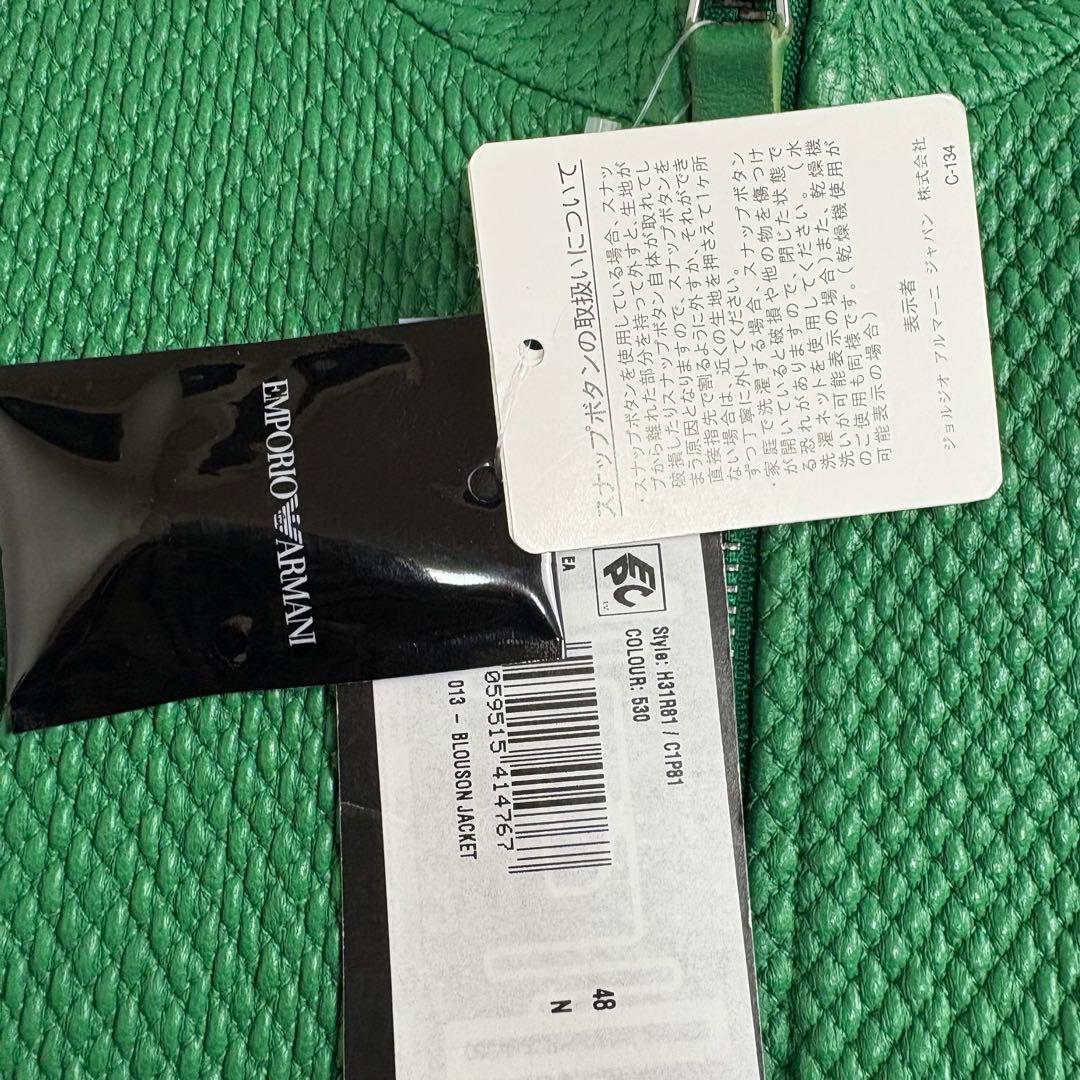 スナップボタンの取扱いについて
・スナップボタンを使用している場合、スナッ
プから離れた部分を持って外すと、生地が
破損したりスナップボタン自体が取れてし
まう原因となりますので、スナップボタンを
直接指先で割るように外すか、それができ
ない場合は、近くの生地を押さえて1ヶ所
ずつ丁寧に外してください。
・家庭で洗濯する場合、スナップボタン
が開いていると破損や他の物を傷つけ
る恐れがありますので、閉じた状態で
洗濯ネットを使用してください。（水
洗いが可能表示の場合)また、乾燥機
のご使用も同様です。（乾燥機使用が
可能表示の場合）
表示者
ジョルジオ アルマーニ ジャパン 株式会社
C-134
EMPORIO ARMANI
EA
EC
P
TM
Style: H31R81 / C1P81
COLOUR: 530
059515 414767
013 - BLOUSON JACKET
48
N